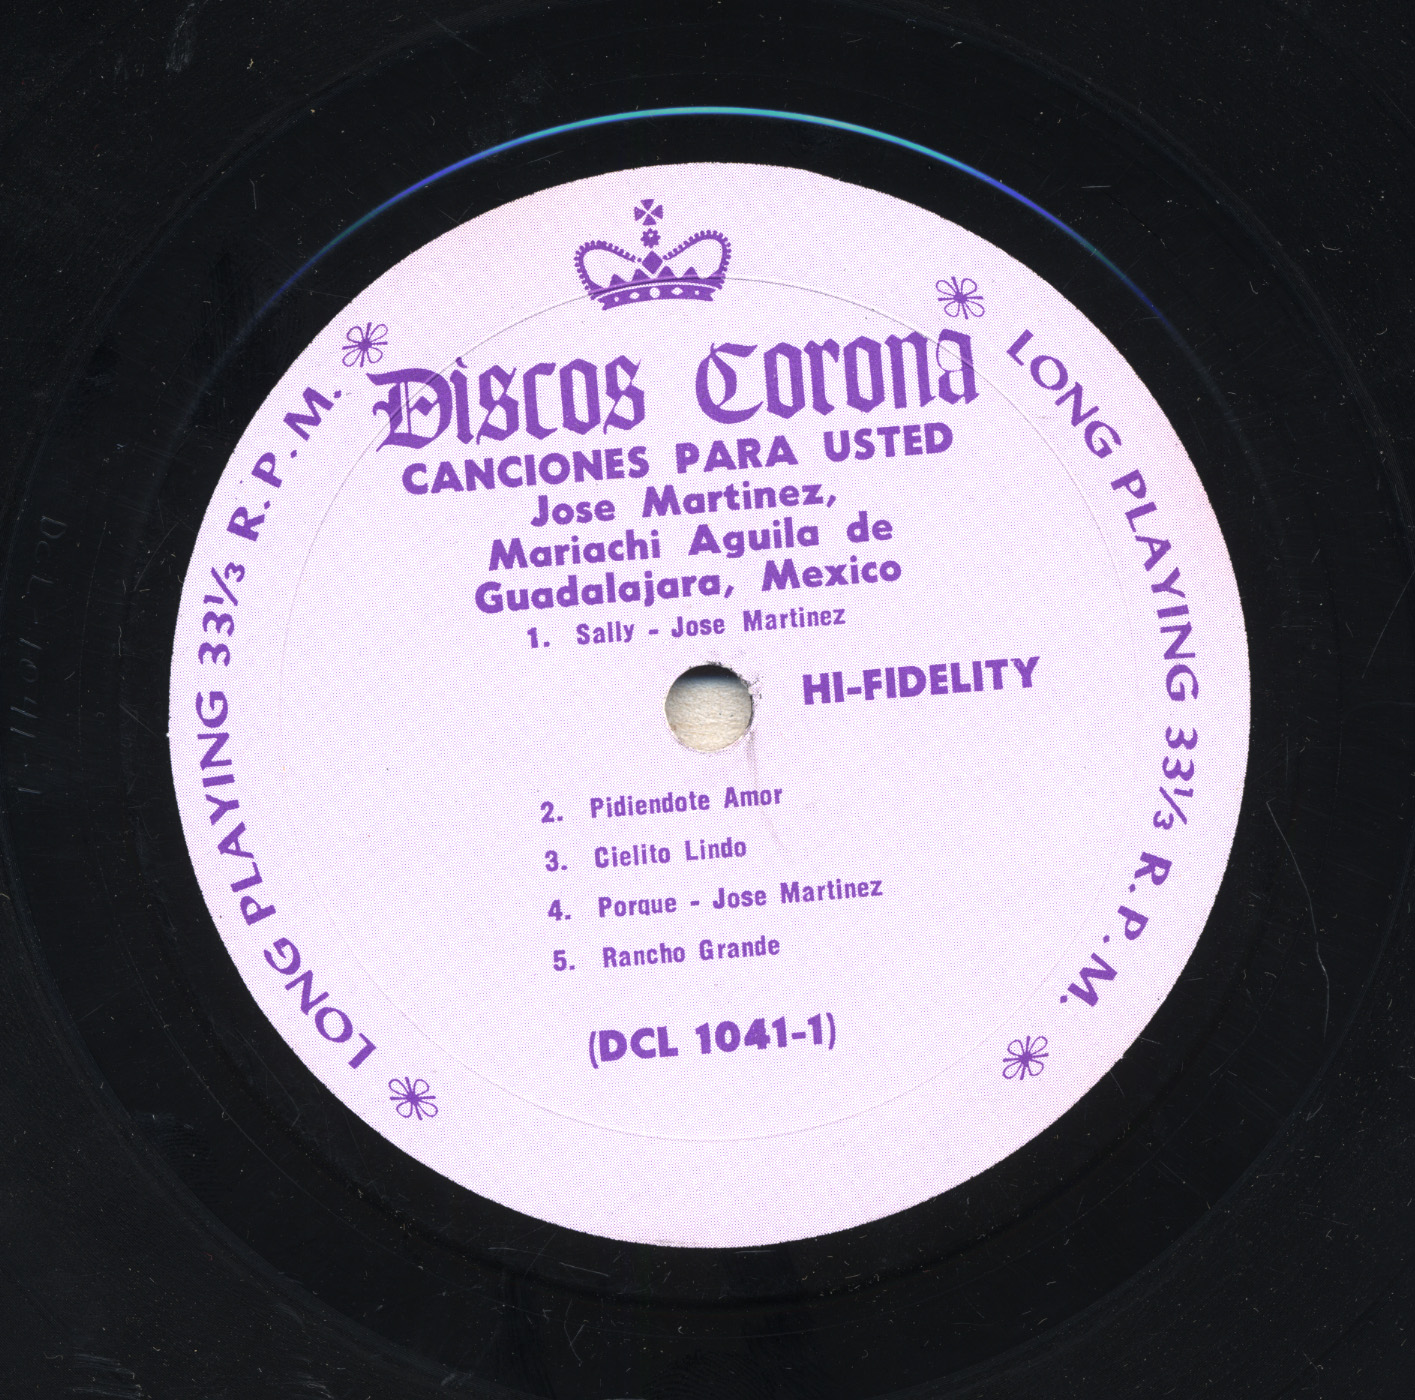 Discos Corona
CANCIONES PARA USTED
Jose Martinez,
Mariachi Aguila de
Guadalajara, Mexico
1. Sally - Jose Martinez
HI-FIDELITY
2. Pidiendote Amor
3. Cielito Lindo
4. Porque - Jose Martinez
5. Rancho Grande
(DCL 1041-1)
LONG PLAYING 33⅓ R.P.M.
LONG PLAYING 33⅓ R.P.M.